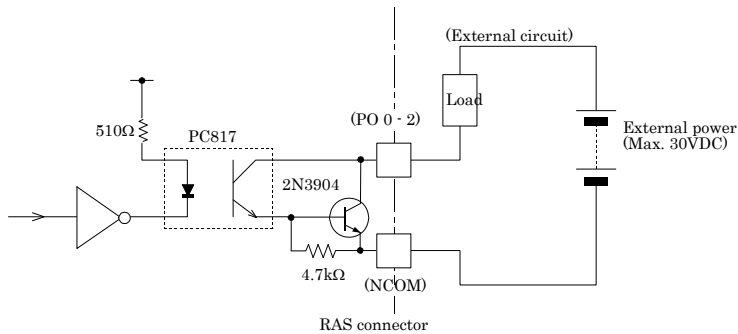 (External circuit)
Load
510Ω
PC817
(PO 0 - 2)
External power
(Max. 30VDC)
2N3904
4.7kΩ
(NCOM)
RAS connector